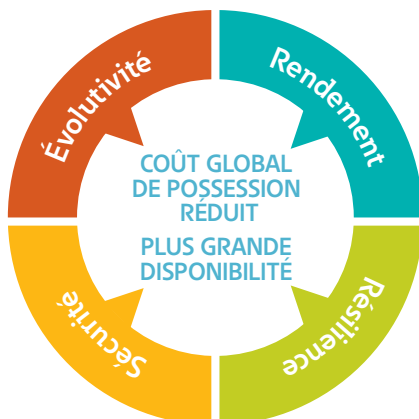 Évolutivité
Rendement
COÛT GLOBAL
DE POSSESSION
RÉDUIT
PLUS GRANDE
DISPONIBILITÉ
Sécurité
Résilience